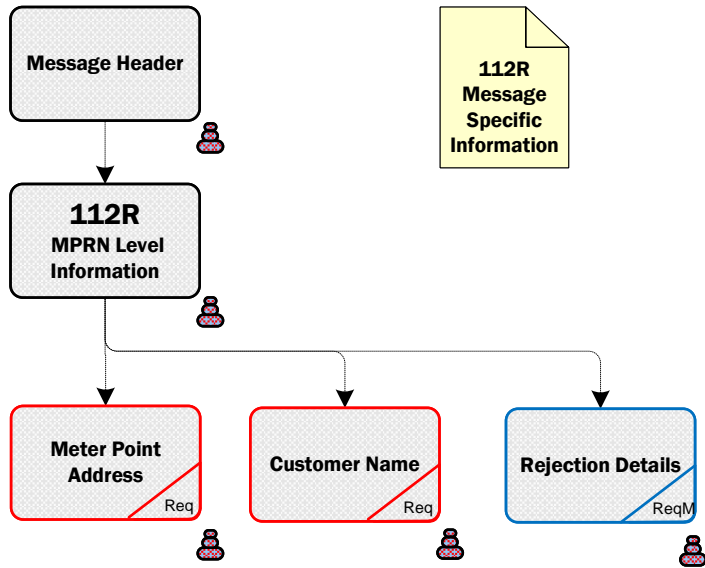 Message Header
112R
Message
Specific
Information
112R
MPRN Level
Information
Meter Point
Address
Req
Customer Name
Req
Rejection Details
ReqM